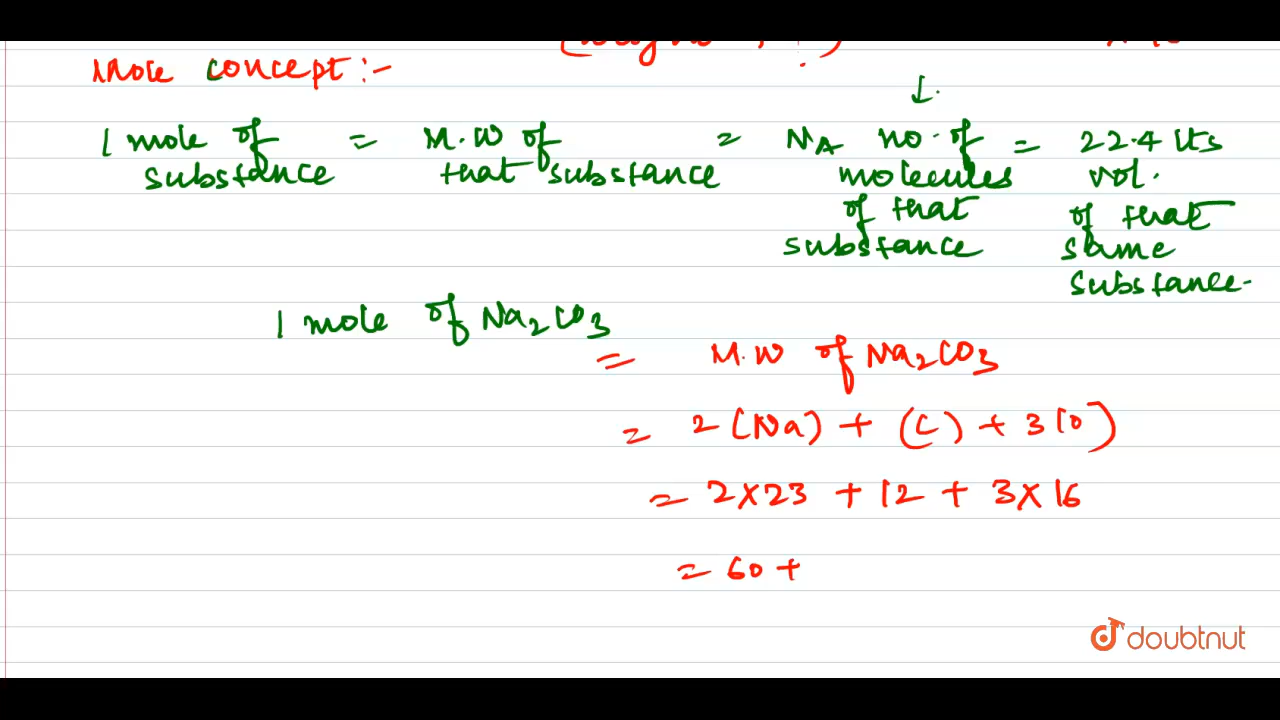 Mole concept :-
1 mole of substance = M.W of that substance = NA no. of molecules of that substance = 22.4 lts vol. of that same substance.
1 mole of Na2CO3
= M.W of Na2CO3
= 2(Na) + (C) + 3(O)
= 2×23 + 12 + 3×16
= 60 +
doubtnut